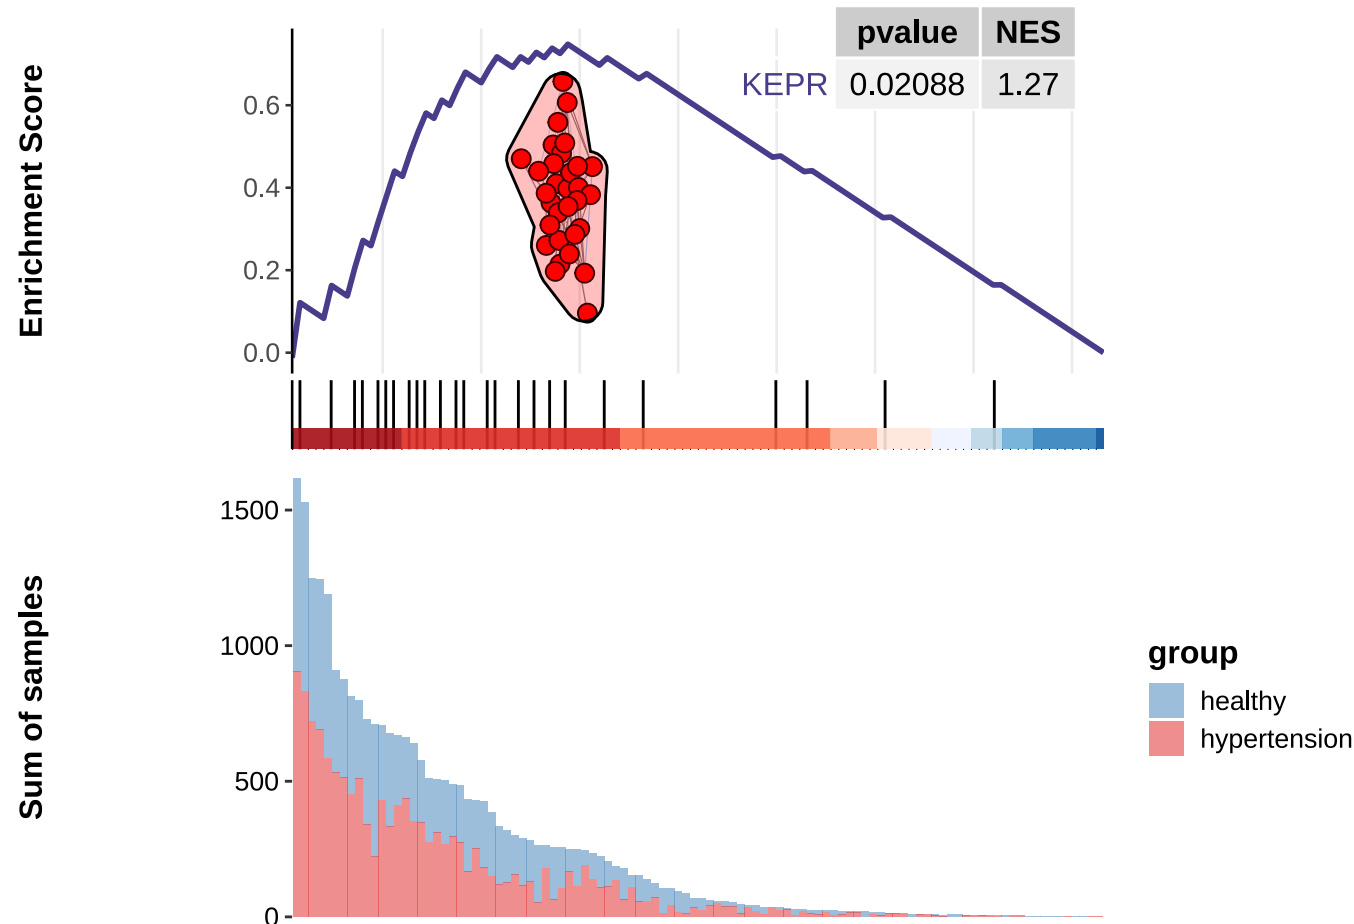 pvalue NES
KEPR 0.02088 1.27
Enrichment Score
0.6
0.4
0.2
0.0
Sum of samples
1500
1000
500
0
group
healthy
hypertension